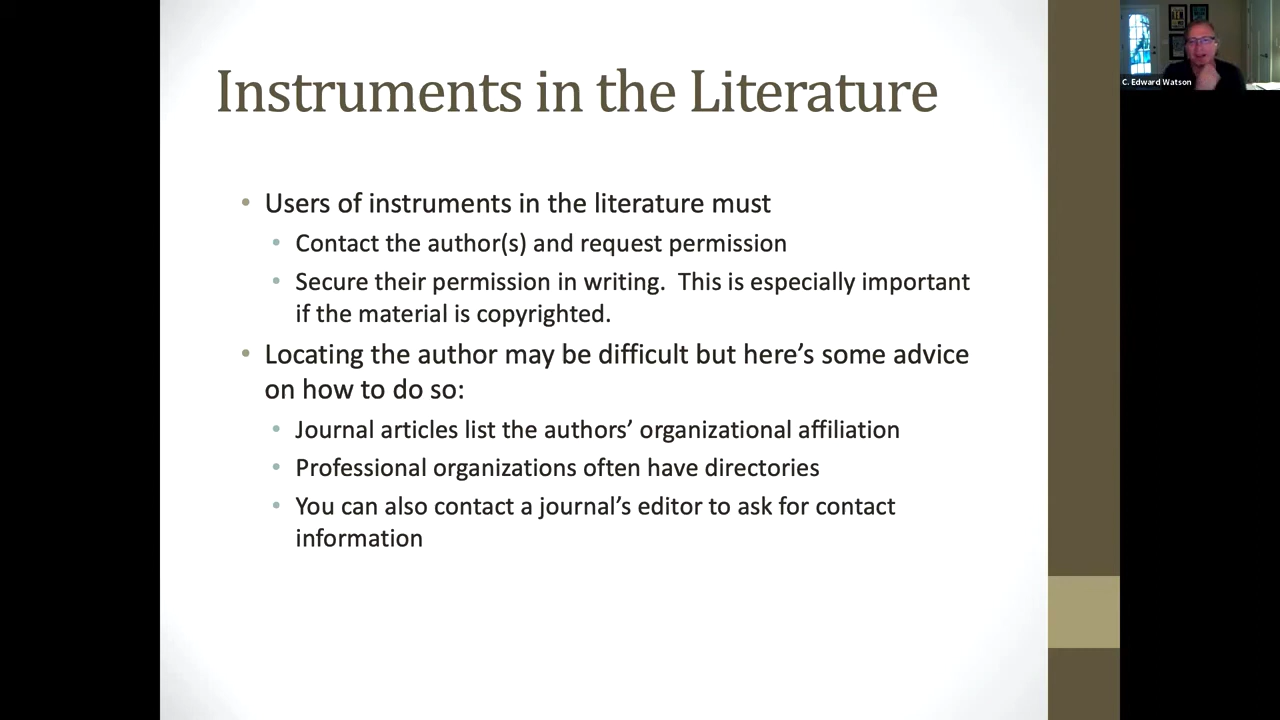 Instruments in the Literature
• Users of instruments in the literature must
• Contact the author(s) and request permission
• Secure their permission in writing.  This is especially important
if the material is copyrighted.
• Locating the author may be difficult but here’s some advice
on how to do so:
• Journal articles list the authors’ organizational affiliation
• Professional organizations often have directories
• You can also contact a journal’s editor to ask for contact
information
C. Edward Watson